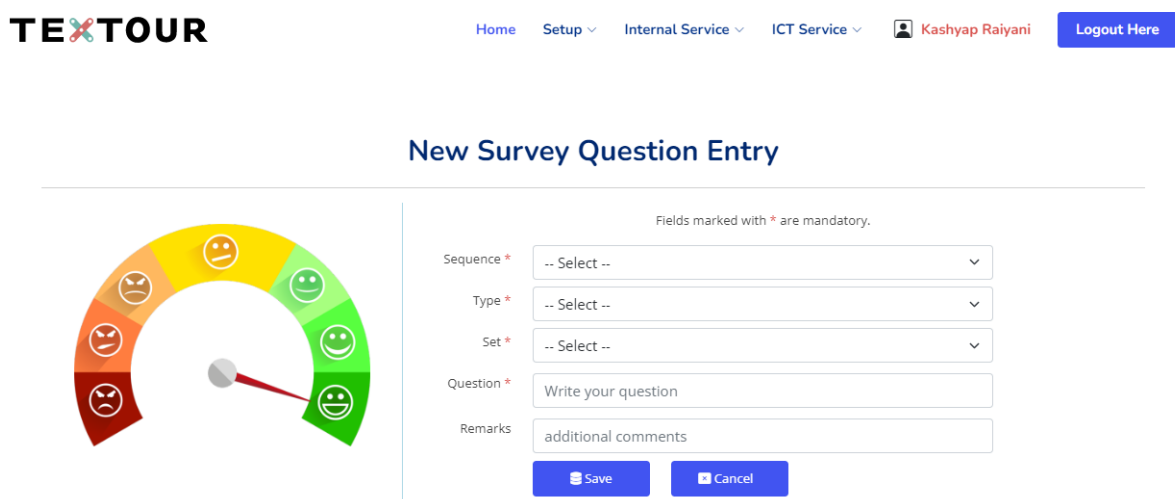 TEXTOUR
Home Setup Internal Service ICT Service Kashyap Raiyani Logout Here
New Survey Question Entry
Fields marked with * are mandatory.
Sequence * -- Select --
Type * -- Select --
Set * -- Select --
Question * Write your question
Remarks additional comments
Save Cancel